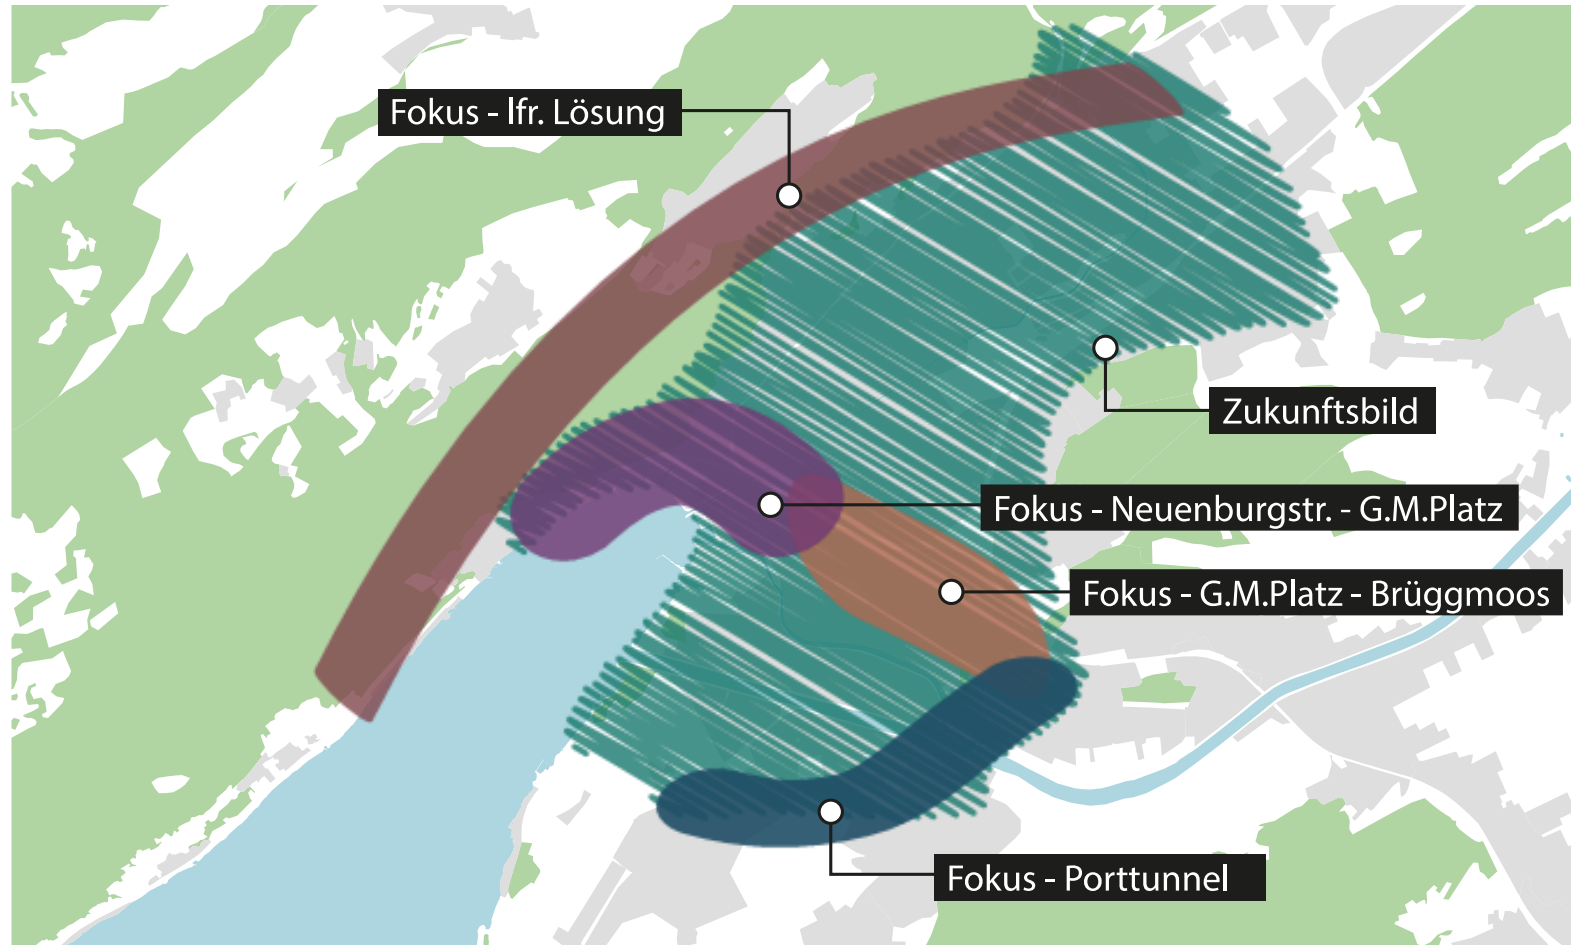 Fokus - lfr. Lösung
Zukunftsbild
Fokus - Neuenburgstr. - G.M.Platz
Fokus - G.M.Platz - Brüggmoos
Fokus - Porttunnel